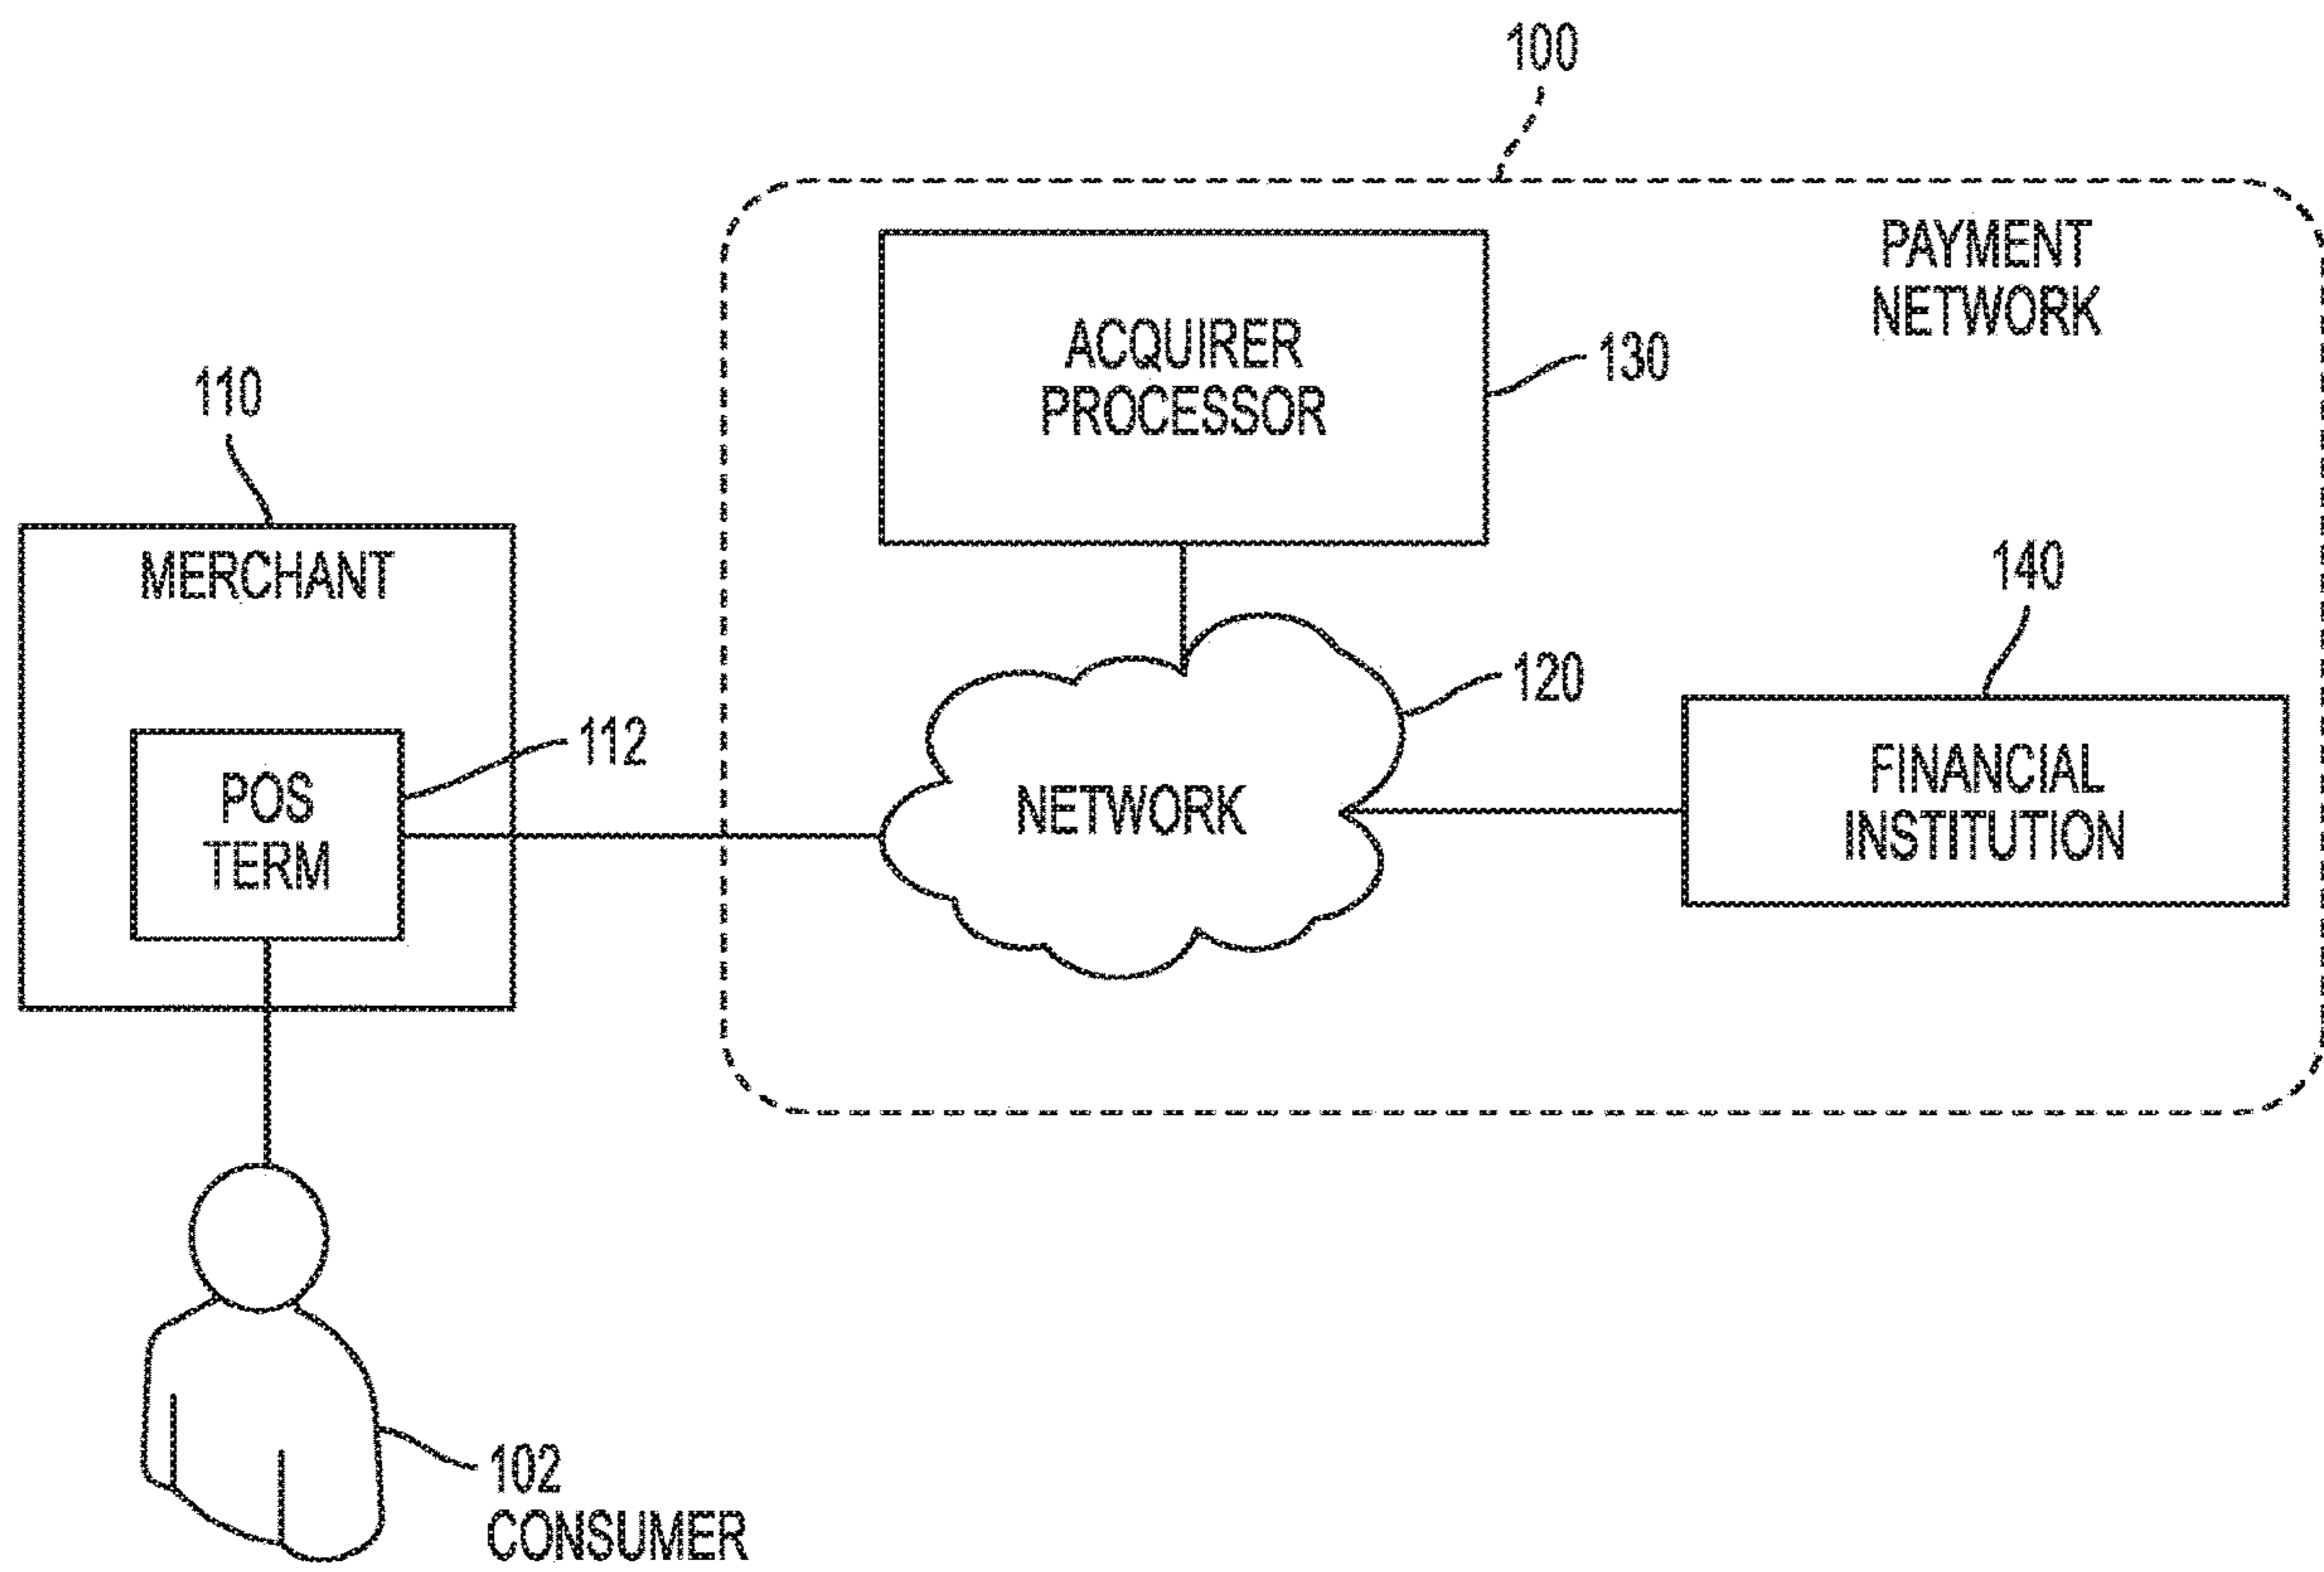 100
PAYMENT
NETWORK
ACQUIRER
PROCESSOR
130
110
MERCHANT
140
120
112
POS
TERM
NETWORK
FINANCIAL
INSTITUTION
102
CONSUMER